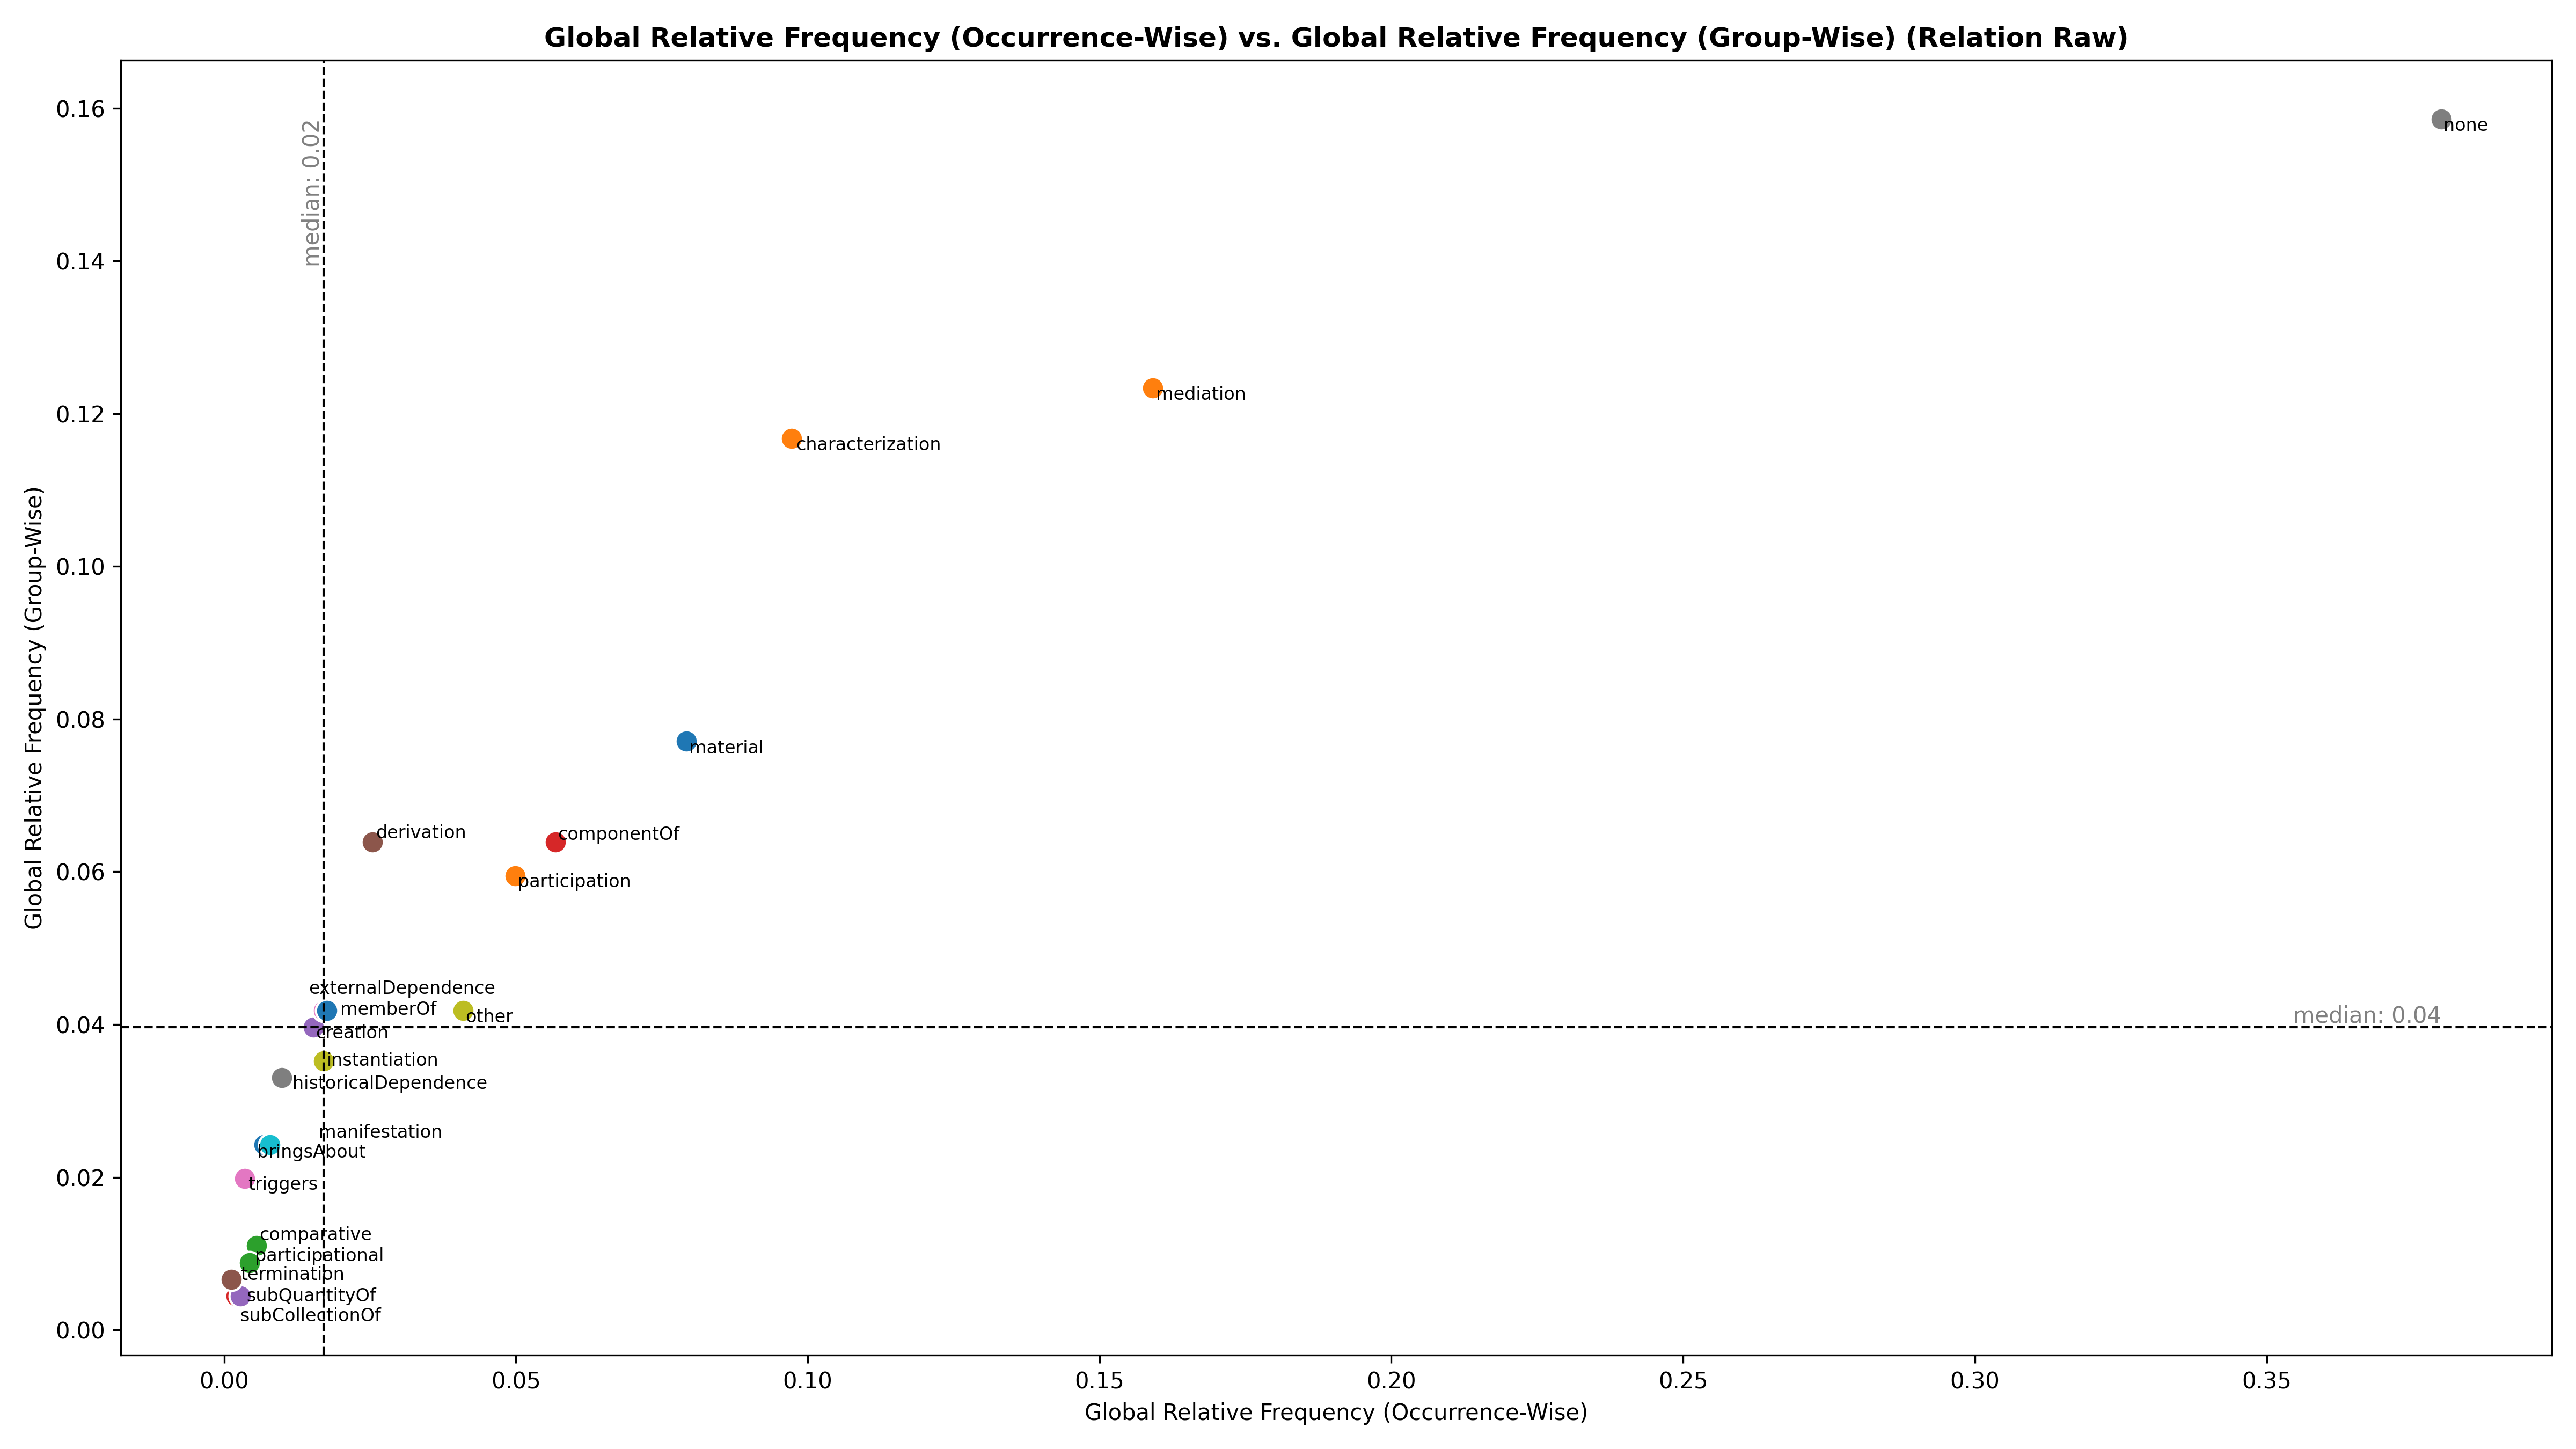 Global Relative Frequency (Occurrence-Wise) vs. Global Relative Frequency (Group-Wise) (Relation Raw)
Global Relative Frequency (Group-Wise)
0.16
0.14
0.12
0.10
0.08
0.06
0.04
0.02
0.00
median: 0.02
none
mediation
characterization
material
derivation
componentOf
participation
externalDependence
memberOf
other
median: 0.04
creation
instantiation
historicalDependence
manifestation
bringsAbout
triggers
comparative
participational
termination
subQuantityOf
subCollectionOf
0.00
0.05
0.10
0.15
0.20
0.25
0.30
0.35
Global Relative Frequency (Occurrence-Wise)